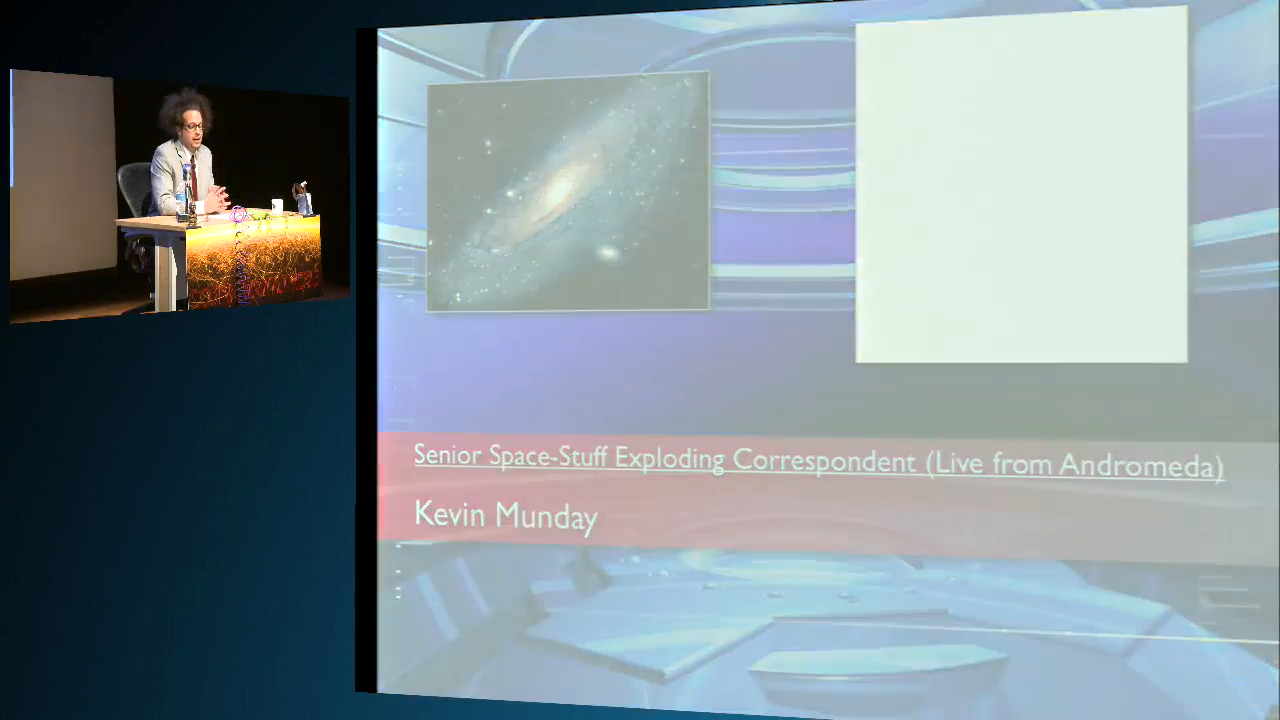 Senior Space-Stuff Exploding Correspondent (Live from Andromeda)
Kevin Munday